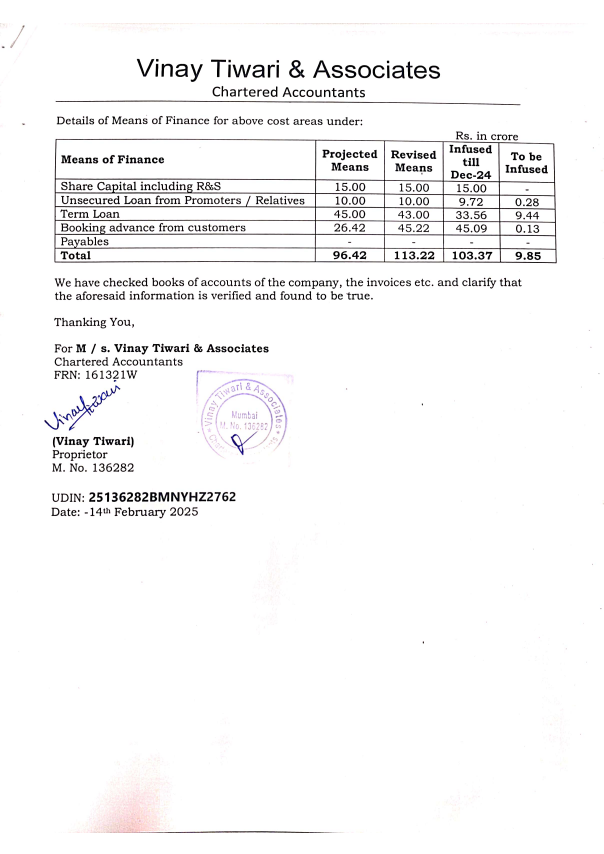 Vinay Tiwari & Associates
Chartered Accountants
Details of Means of Finance for above cost areas under:
Rs. in crore
Means of Finance Projected Means Revised Means Infused till Dec-24 To be Infused
Share Capital including R&S 15.00 15.00 15.00 -
Unsecured Loan from Promoters / Relatives 10.00 10.00 9.72 0.28
Term Loan 45.00 43.00 33.56 9.44
Booking advance from customers 26.42 45.22 45.09 0.13
Payables - - - -
Total 96.42 113.22 103.37 9.85
We have checked books of accounts of the company, the invoices etc. and clarify that
the aforesaid information is verified and found to be true.
Thanking You,
For M / s. Vinay Tiwari & Associates
Chartered Accountants
FRN: 161321W
Vinay Tiwari & Associates
Mumbai
M. No. 136282
(Vinay Tiwari)
Proprietor
M. No. 136282
UDIN: 25136282BMNYHZ2762
Date: -14th February 2025